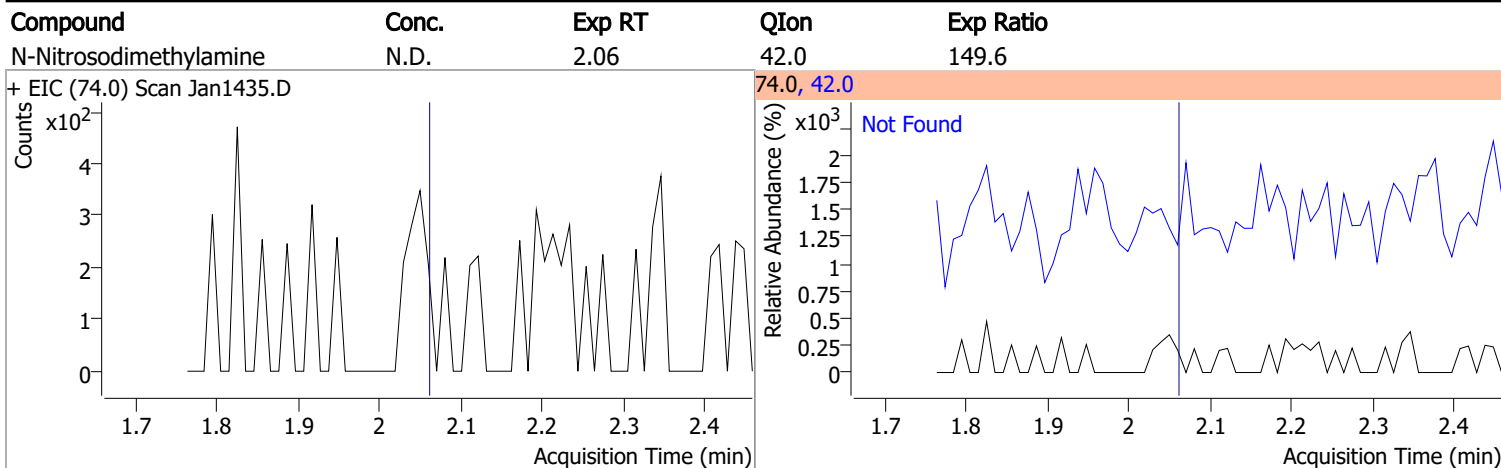 Compound Conc. Exp RT QIon Exp Ratio
N-Nitrosodimethylamine N.D. 2.06 42.0 149.6
+ EIC (74.0) Scan Jan1435.D
Counts
x10²
4
3
2
1
0
1.7 1.8 1.9 2 2.1 2.2 2.3 2.4
Acquisition Time (min)
74.0, 42.0
Relative Abundance (%)
x10³
Not Found
2
1.75
1.5
1.25
1
0.75
0.5
0.25
0
1.7 1.8 1.9 2 2.1 2.2 2.3 2.4
Acquisition Time (min)